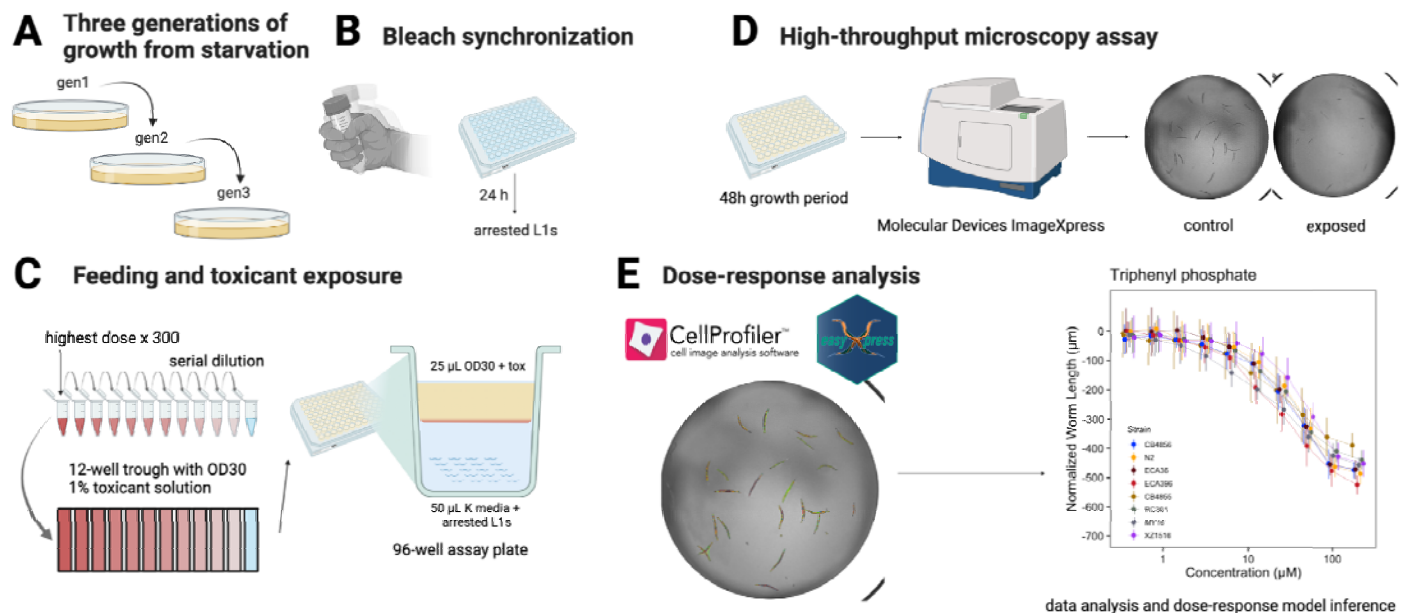 A Three generations of
growth from starvation
gen1
gen2
gen3
B Bleach synchronization
24 h
arrested L1s
C Feeding and toxicant exposure
highest dose x 300
serial dilution
12-well trough with OD30
1% toxicant solution
25 µL OD30 + tox
50 µL K media +
arrested L1s
96-well assay plate
D High-throughput microscopy assay
48h growth period
Molecular Devices ImageXpress
control
exposed
E Dose-response analysis
CellProfiler™
cell image analysis software
easyXpress
Triphenyl phosphate
Normalized Worm Length (µm)
0
-100
-200
-300
-400
-500
-600
-700
Strain
CB4856
N2
ECA36
ECA396
CB4855
RC301
MY16
XZ1516
1
10
100
Concentration (µM)
data analysis and dose-response model inference